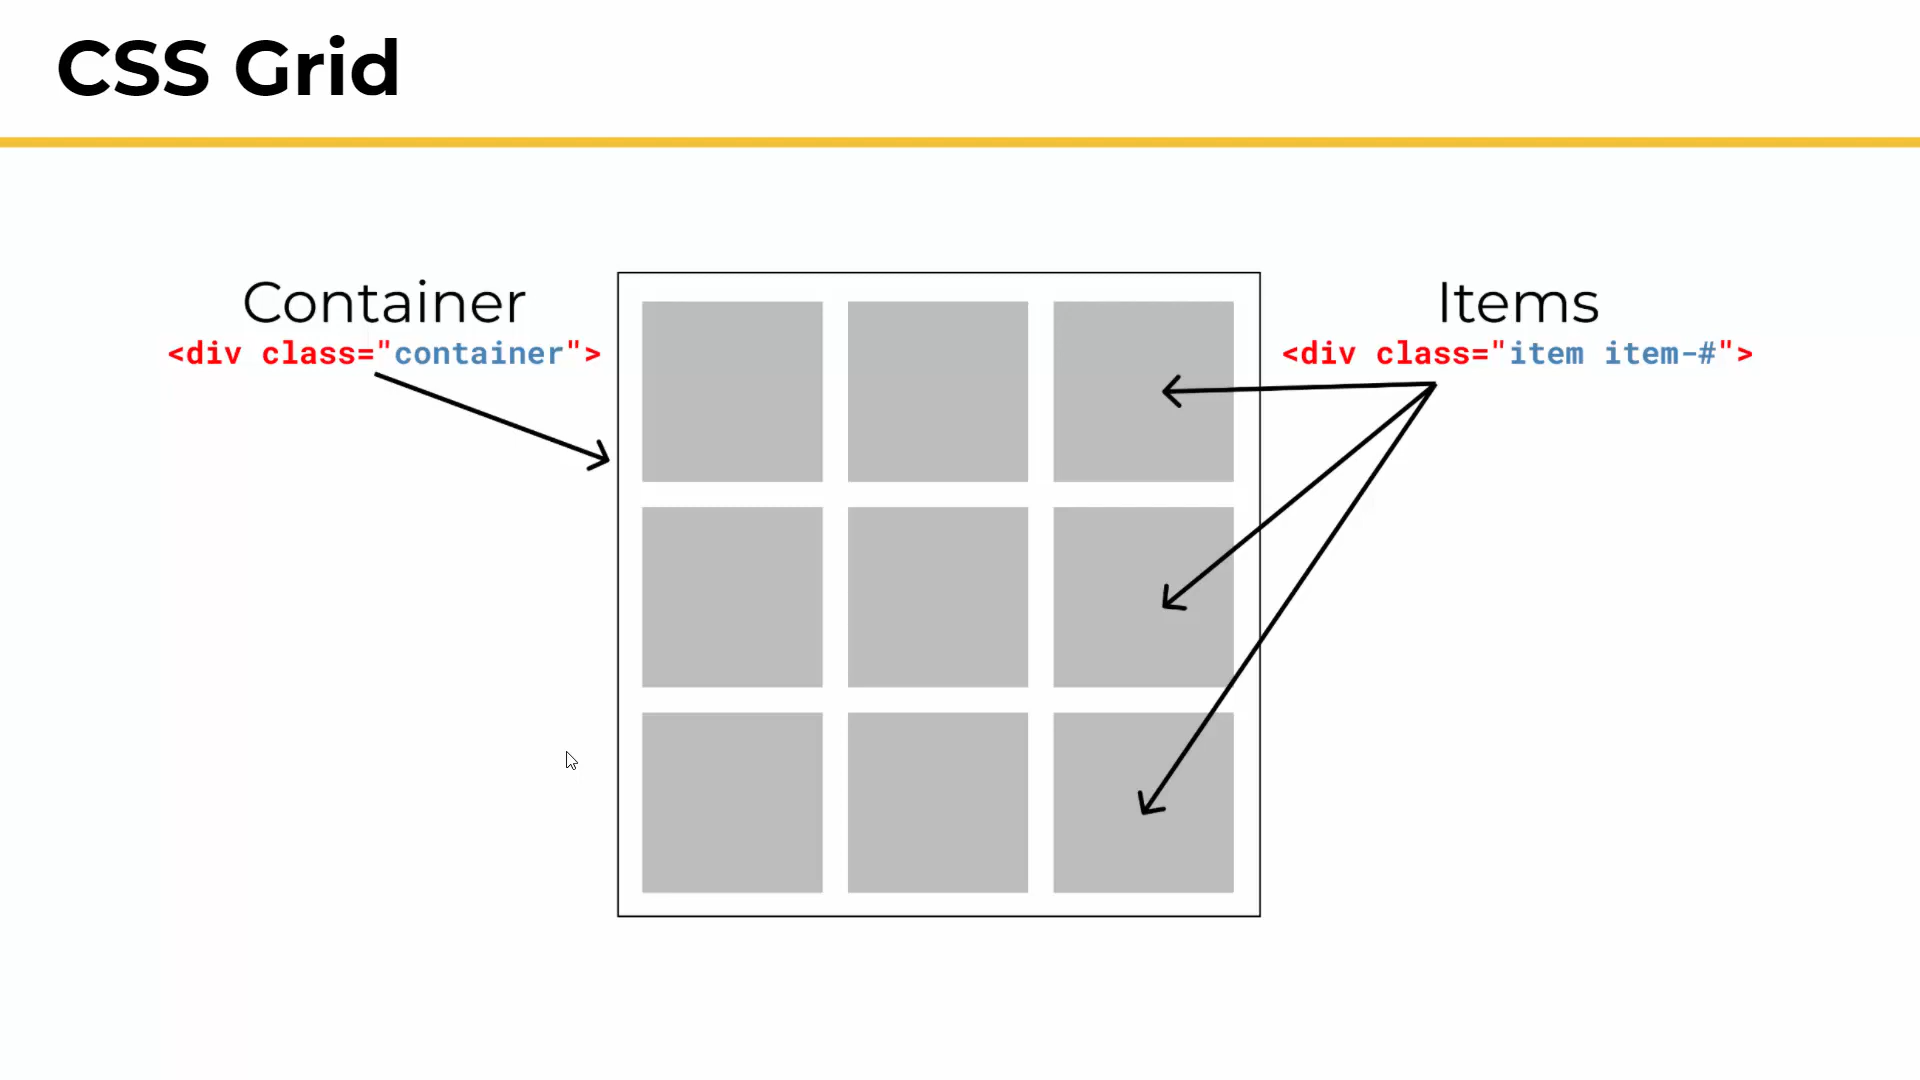 CSS Grid
Container
<div class="container">
Items
<div class="item item-#">